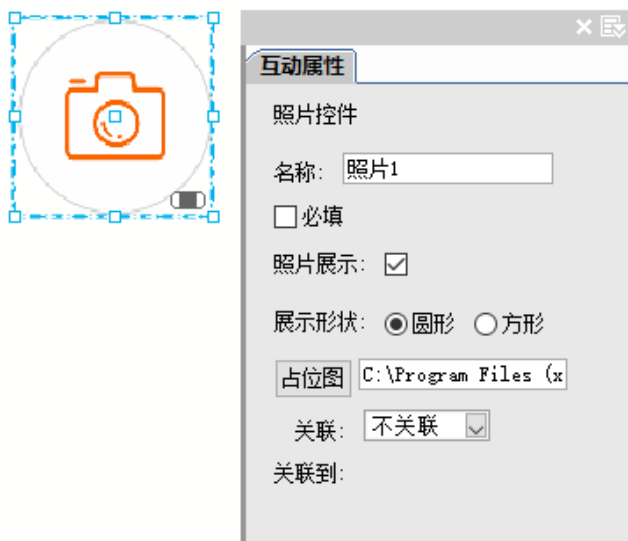 互动属性
照片控件
名称: 照片1
必填
照片展示:
展示形状: 圆形 方形
占位图 C:\Program Files (x
关联: 不关联
关联到: